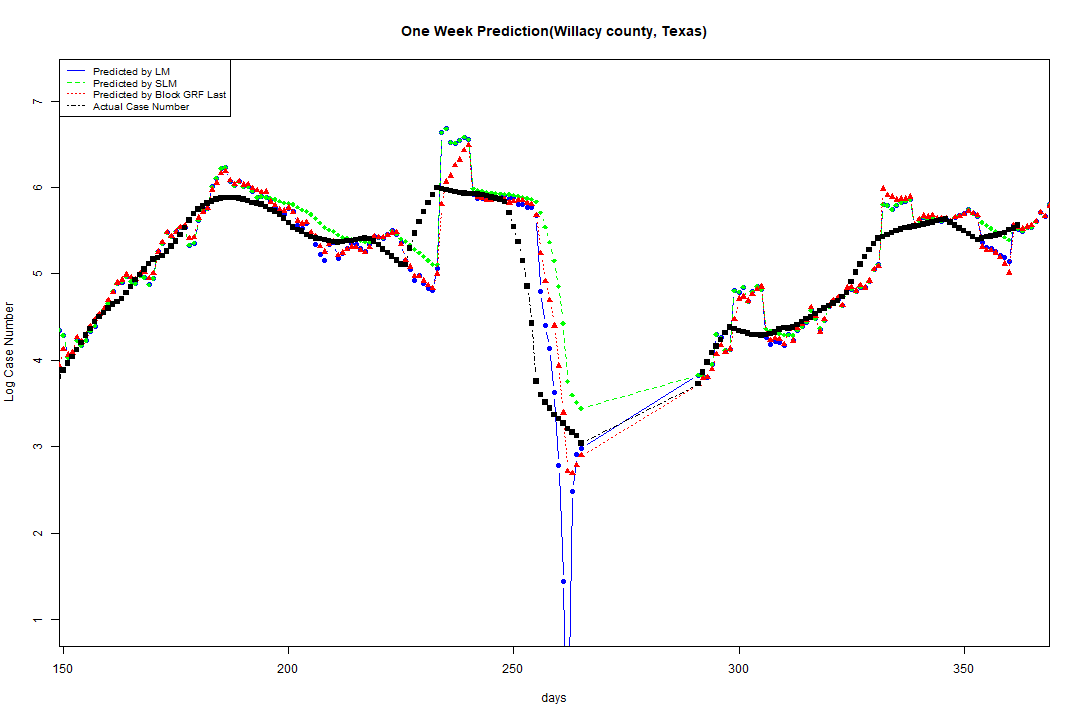 One Week Prediction(Willacy county, Texas)
Predicted by LM
Predicted by SLM
Predicted by Block GRF Last
Actual Case Number
7
6
5
4
3
2
1
Log Case Number
150 200 250 300 350
days